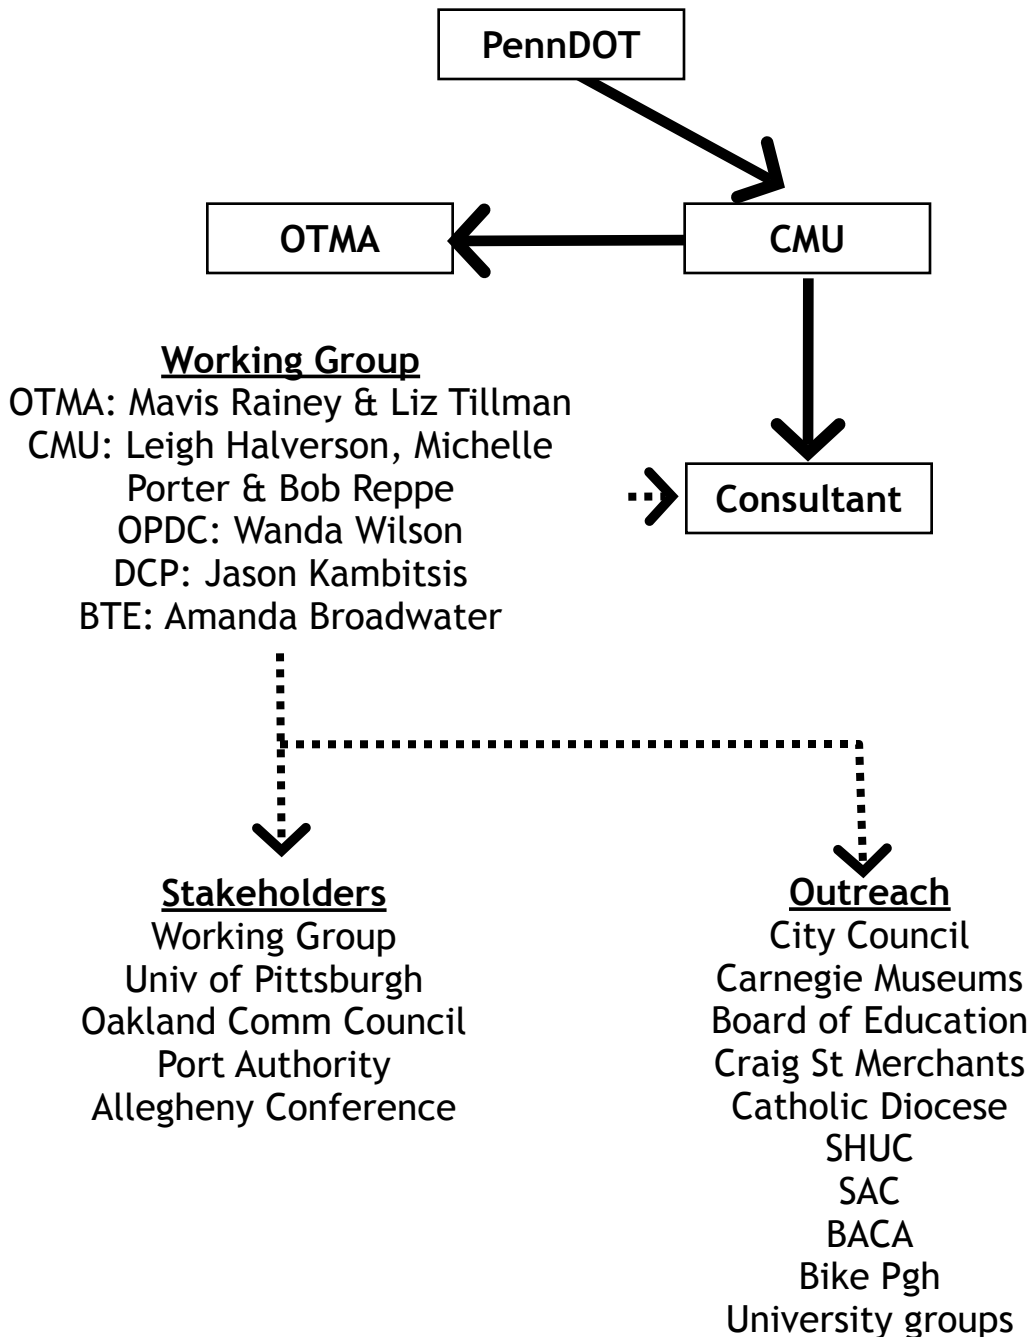 PennDOT
OTMA
CMU
Working Group
OTMA: Mavis Rainey & Liz Tillman
CMU: Leigh Halverson, Michelle
Porter & Bob Reppe
OPDC: Wanda Wilson
DCP: Jason Kambitsis
BTE: Amanda Broadwater
Consultant
Stakeholders
Working Group
Univ of Pittsburgh
Oakland Comm Council
Port Authority
Allegheny Conference
Outreach
City Council
Carnegie Museums
Board of Education
Craig St Merchants
Catholic Diocese
SHUC
SAC
BACA
Bike Pgh
University groups